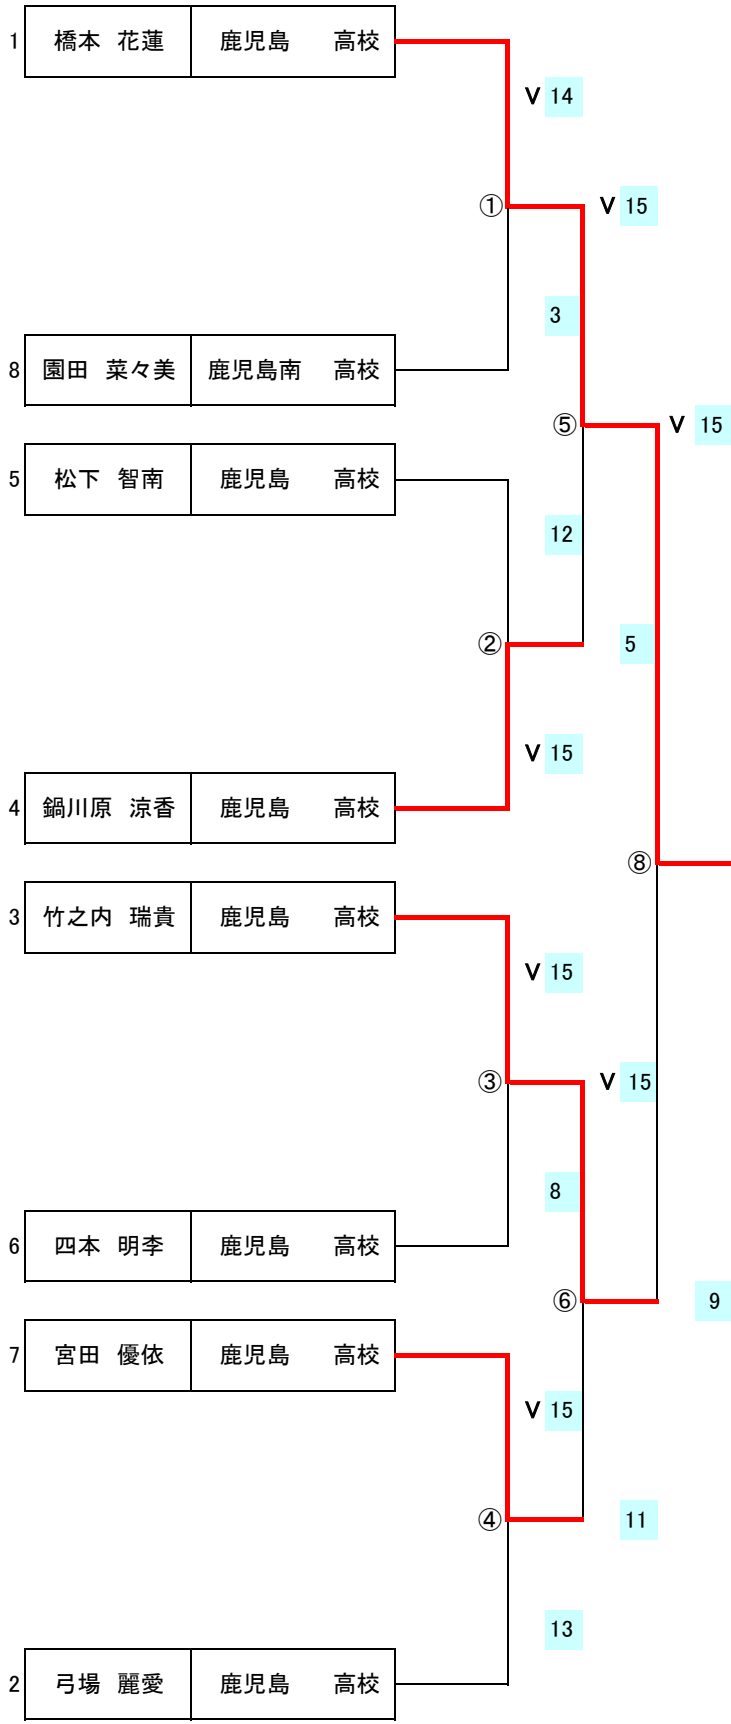 1 橋本 花蓮 鹿児島 高校
V 14
① V 15
3
8 園田 菜々美 鹿児島南 高校
⑤ V 15
5 松下 智南 鹿児島 高校
12
② 5
V 15
4 鍋川原 涼香 鹿児島 高校
⑧
3 竹之内 瑞貴 鹿児島 高校
V 15
③ V 15
8
6 四本 明李 鹿児島 高校
⑥ 9
7 宮田 優依 鹿児島 高校
V 15
④ 11
13
2 弓場 麗愛 鹿児島 高校